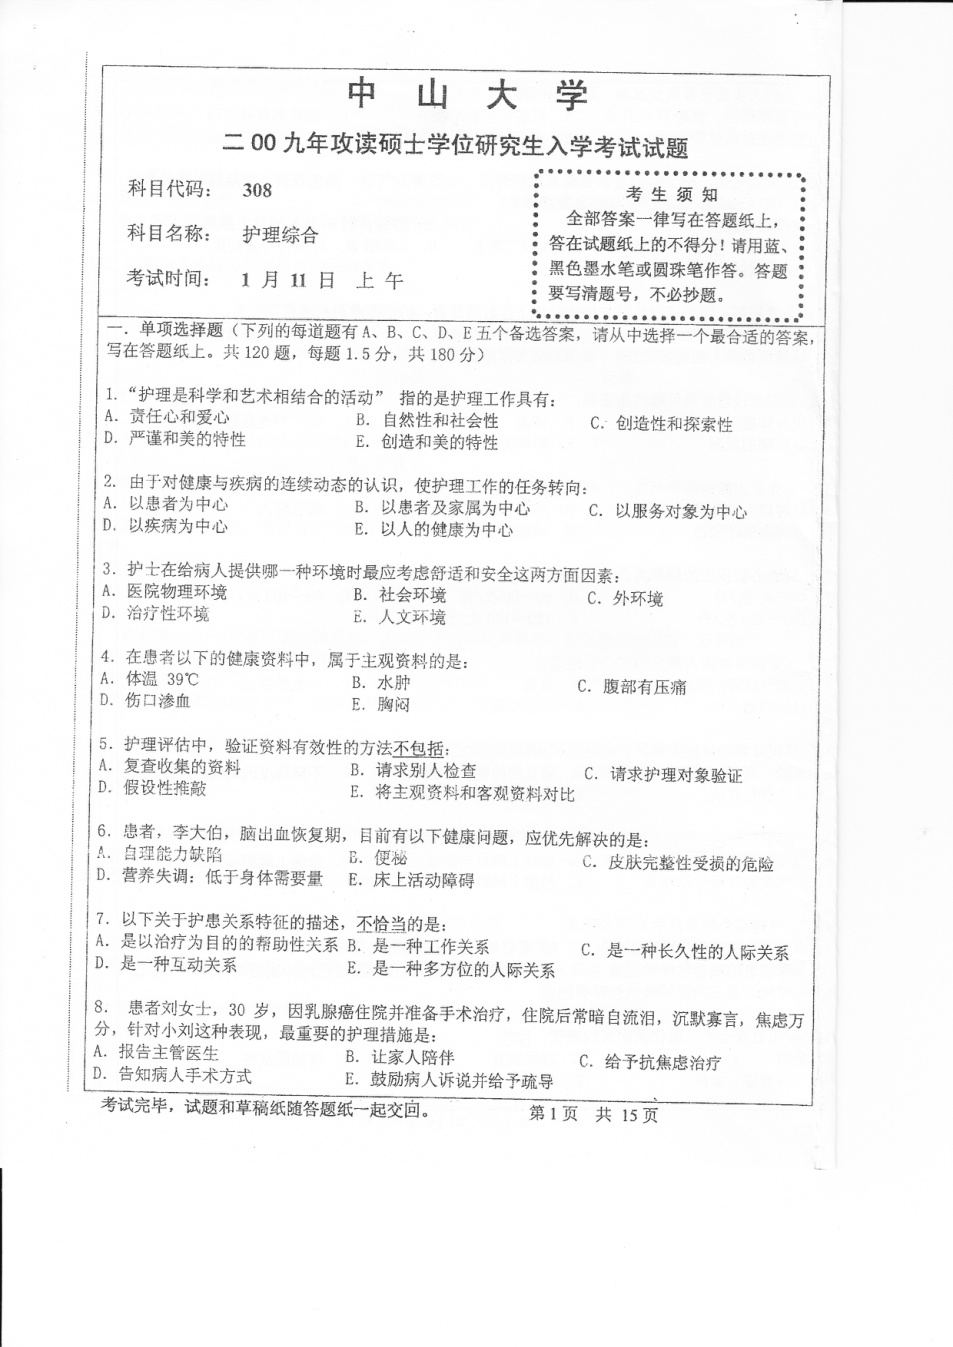 中 山 大 学
二00九年攻读硕士学位研究生入学考试试题
科目代码： 308
科目名称： 护理综合
考试时间： 1 月 11 日 上 午
考 生 须 知
全部答案一律写在答题纸上，
答在试题纸上的不得分！请用蓝、
黑色墨水笔或圆珠笔作答。答题
要写清题号，不必抄题。
一．单项选择题（下列的每道题有 A、B、C、D、E 五个备选答案，请从中选择一个最合适的答案，
写在答题纸上。共 120 题，每题 1.5 分，共 180 分）
1. “护理是科学和艺术相结合的活动” 指的是护理工作具有：
A. 责任心和爱心 B. 自然性和社会性 C. 创造性和探索性
D. 严谨和美的特性 E. 创造和美的特性
2. 由于对健康与疾病的连续动态的认识，使护理工作的任务转向：
A. 以患者为中心 B. 以患者及家属为中心 C. 以服务对象为中心
D. 以疾病为中心 E. 以人的健康为中心
3. 护士在给病人提供哪一种环境时最应考虑舒适和安全这两方面因素：
A. 医院物理环境 B. 社会环境 C. 外环境
D. 治疗性环境 E. 人文环境
4. 在患者以下的健康资料中，属于主观资料的是：
A. 体温 39℃ B. 水肿 C. 腹部有压痛
D. 伤口渗血 E. 胸闷
5. 护理评估中，验证资料有效性的方法不包括：
A. 复查收集的资料 B. 请求别人检查 C. 请求护理对象验证
D. 假设性推敲 E. 将主观资料和客观资料对比
6. 患者，李大伯，脑出血恢复期，目前有以下健康问题，应优先解决的是：
A. 自理能力缺陷 B. 便秘 C. 皮肤完整性受损的危险
D. 营养失调：低于身体需要量 E. 床上活动障碍
7. 以下关于护患关系特征的描述，不恰当的是：
A. 是以治疗为目的的帮助性关系 B. 是一种工作关系 C. 是一种长久性的人际关系
D. 是一种互动关系 E. 是一种多方位的人际关系
8. 患者刘女士，30 岁，因乳腺癌住院并准备手术治疗，住院后常暗自流泪，沉默寡言，焦虑万
分，针对小刘这种表现，最重要的护理措施是：
A. 报告主管医生 B. 让家人陪伴 C. 给予抗焦虑治疗
D. 告知病人手术方式 E. 鼓励病人诉说并给予疏导
考试完毕，试题和草稿纸随答题纸一起交回。 第 1 页 共 15 页